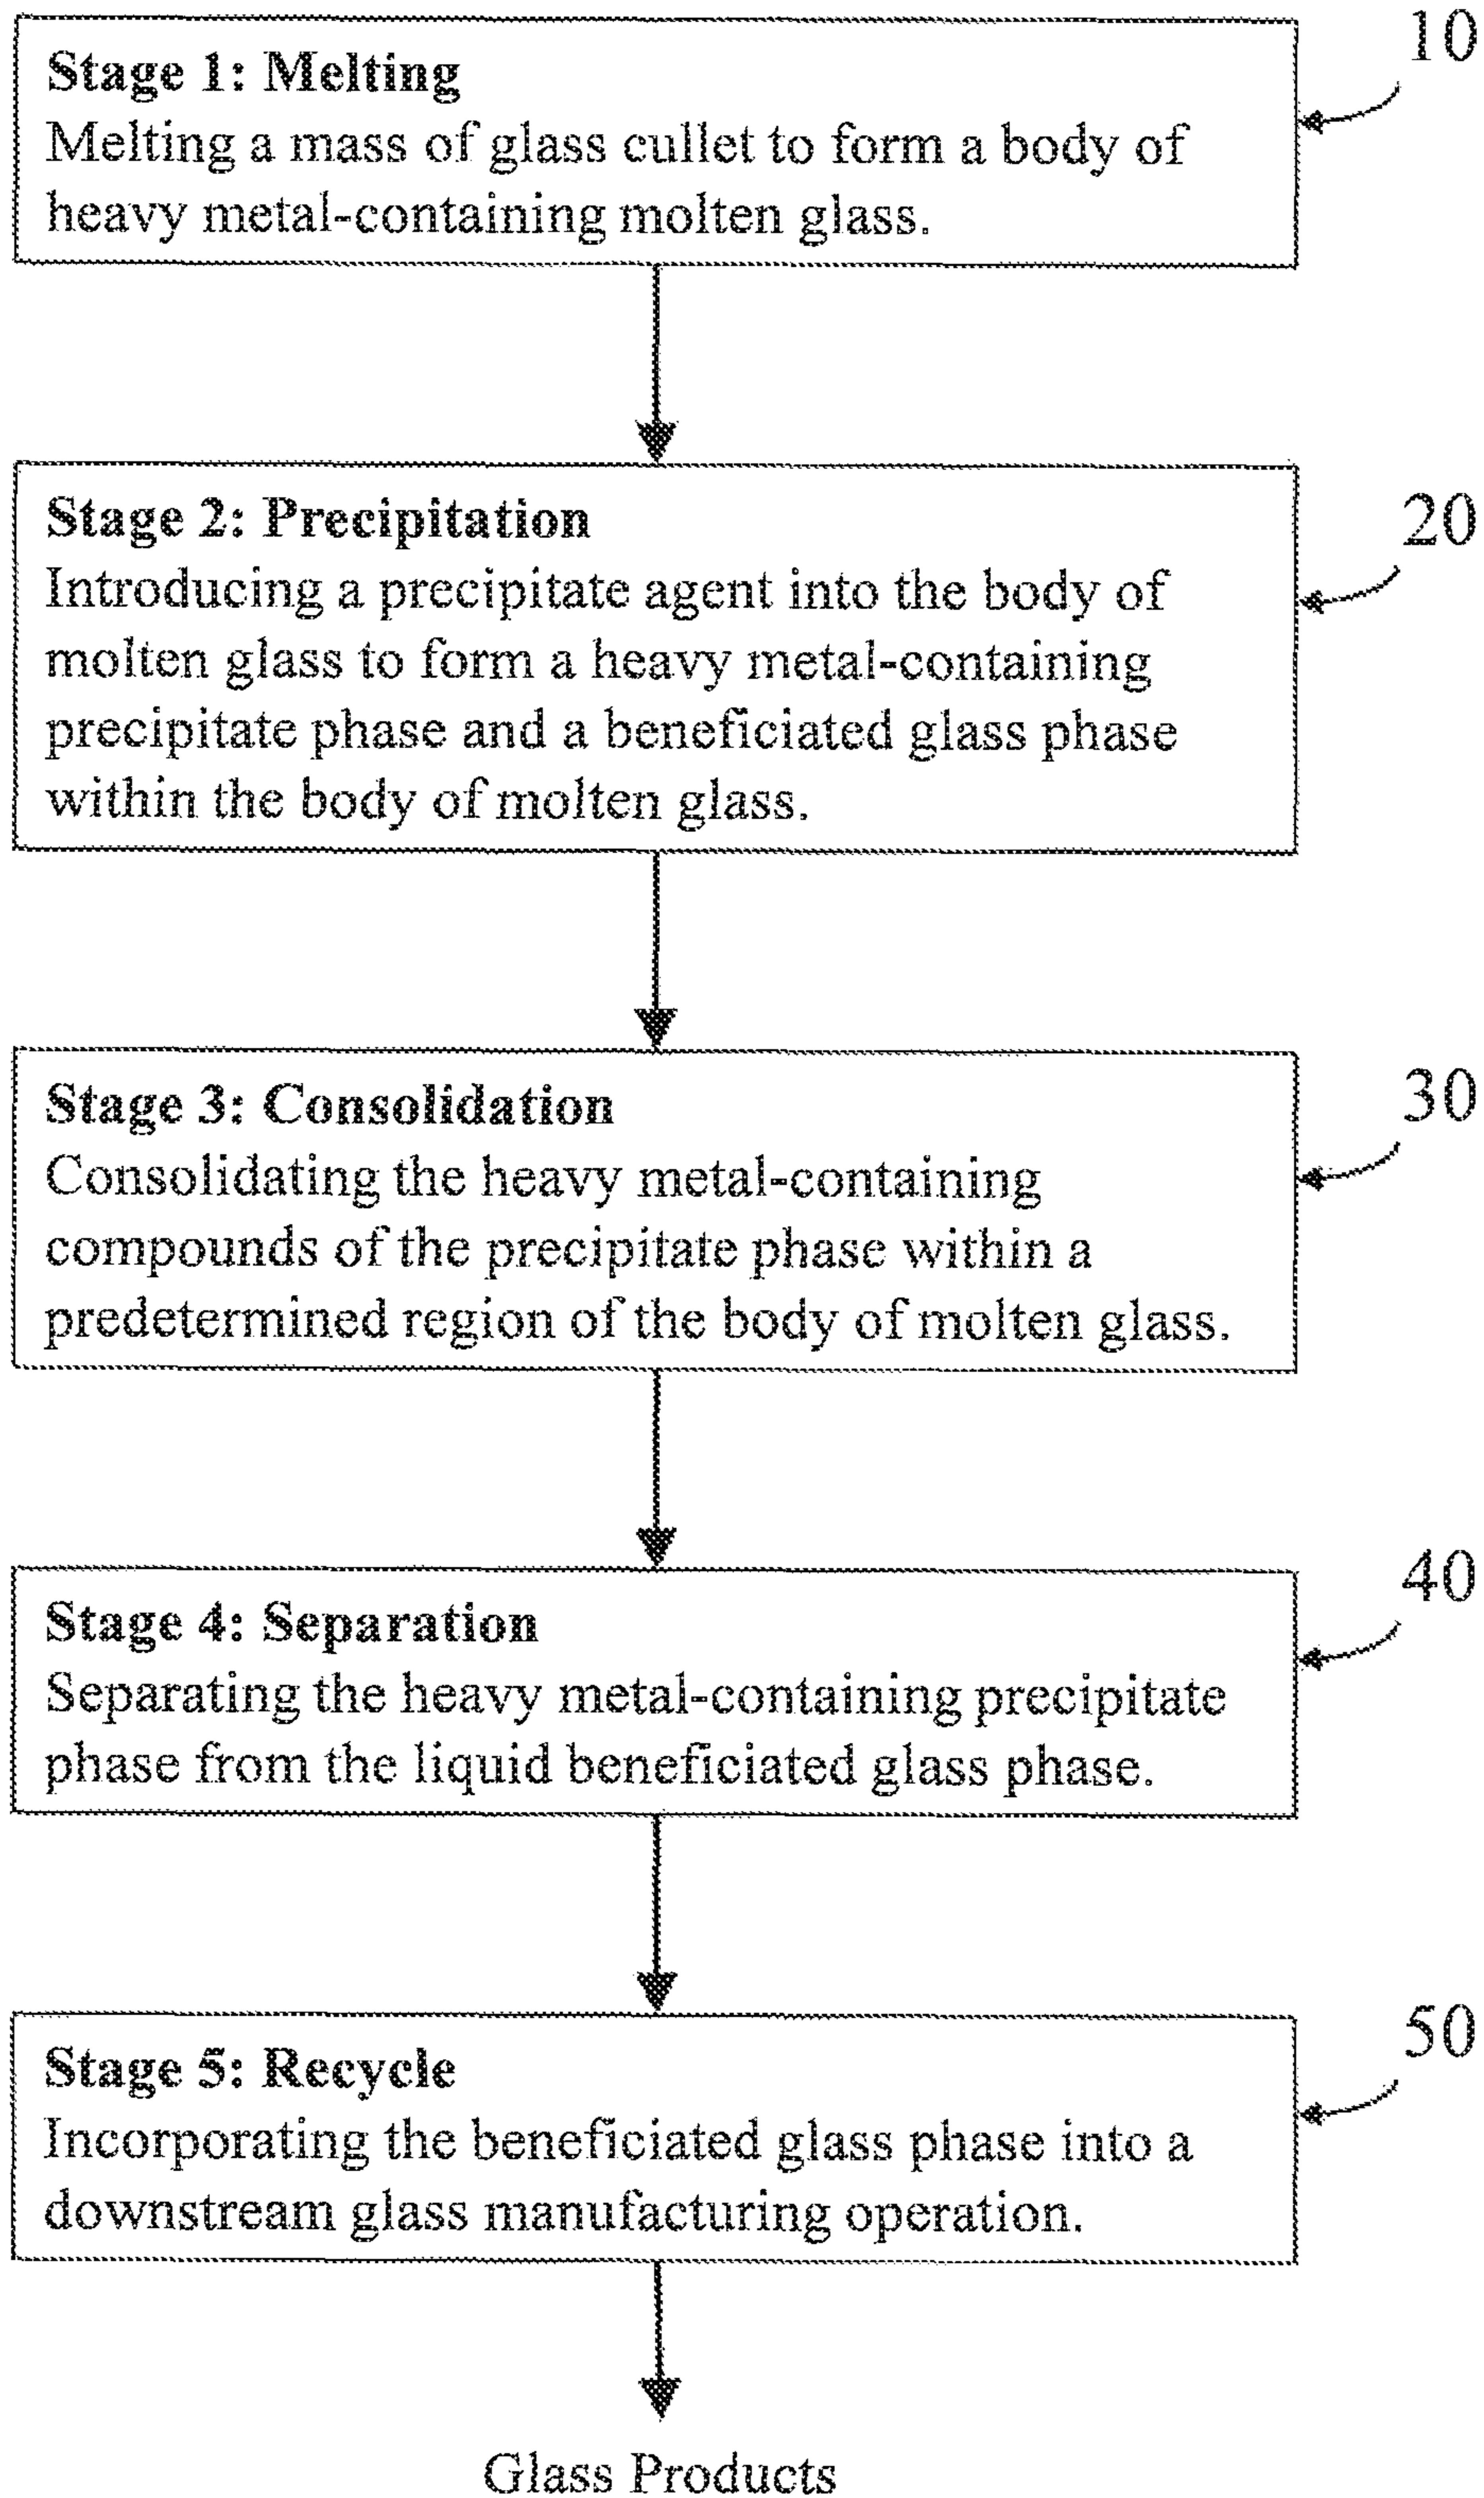 10
Stage 1: Melting
Melting a mass of glass cullet to form a body of
heavy metal-containing molten glass.
20
Stage 2: Precipitation
Introducing a precipitate agent into the body of
molten glass to form a heavy metal-containing
precipitate phase and a beneficiated glass phase
within the body of molten glass.
30
Stage 3: Consolidation
Consolidating the heavy metal-containing
compounds of the precipitate phase within a
predetermined region of the body of molten glass.
40
Stage 4: Separation
Separating the heavy metal-containing precipitate
phase from the liquid beneficiated glass phase.
50
Stage 5: Recycle
Incorporating the beneficiated glass phase into a
downstream glass manufacturing operation.
Glass Products